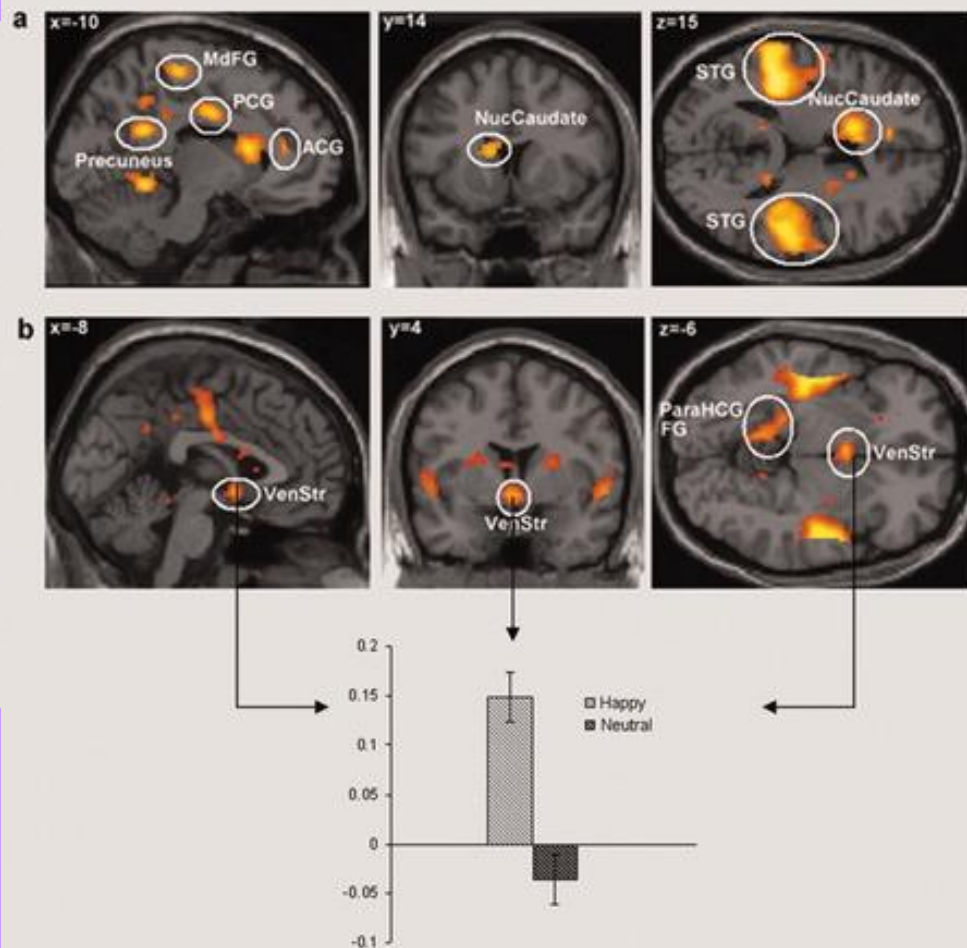 a
x=-10
MdFG
PCG
ACG
Precuneus
y=14
NucCaudate
z=15
STG
NucCaudate
STG
b
x=-8
VenStr
y=4
VenStr
z=-6
ParaHCG
FG
VenStr
0.2
0.15
0.1
0.05
0
-0.05
-0.1
Happy
Neutral